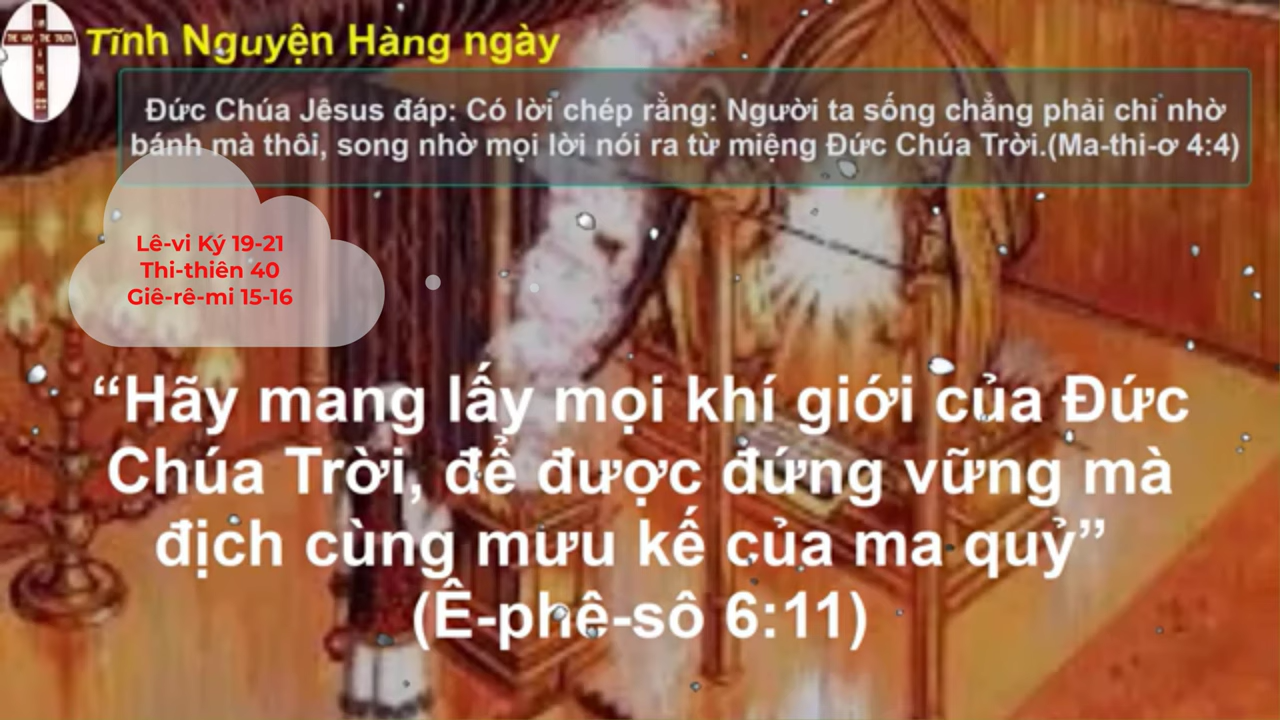 THE WAY THE TRUTH
Tĩnh Nguyện Hàng ngày
Đức Chúa Jêsus đáp: Có lời chép rằng: Người ta sống chẳng phải chỉ nhờ
bánh mà thôi, song nhờ mọi lời nói ra từ miệng Đức Chúa Trời.(Ma-thi-ơ 4:4)
Lê-vi Ký 19-21
Thi-thiên 40
Giê-rê-mi 15-16
“Hãy mang lấy mọi khí giới của Đức
Chúa Trời, để được đứng vững mà
địch cùng mưu kế của ma quỷ”
(Ê-phê-sô 6:11)